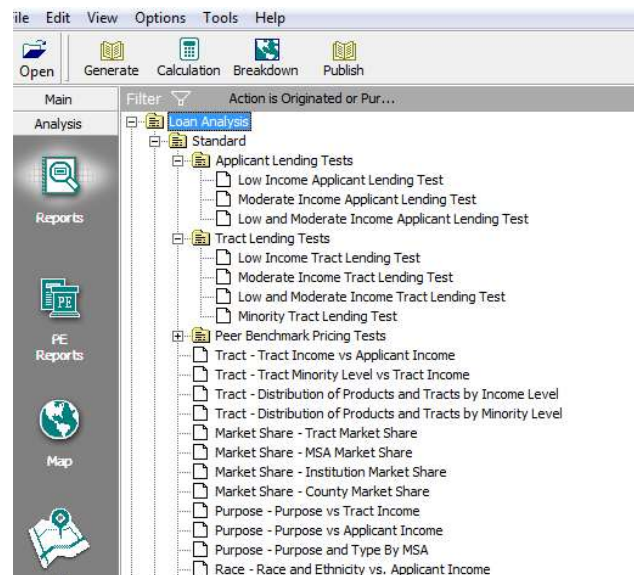 ile Edit View Options Tools Help
Open Generate Calculation Breakdown Publish
Main
Analysis
Reports
PE
PE
Reports
Map
Filter Action is Originated or Pur...
Loan Analysis
Standard
Applicant Lending Tests
Low Income Applicant Lending Test
Moderate Income Applicant Lending Test
Low and Moderate Income Applicant Lending Test
Tract Lending Tests
Low Income Tract Lending Test
Moderate Income Tract Lending Test
Low and Moderate Income Tract Lending Test
Minority Tract Lending Test
Peer Benchmark Pricing Tests
Tract - Tract Income vs Applicant Income
Tract - Tract Minority Level vs Tract Income
Tract - Distribution of Products and Tracts by Income Level
Tract - Distribution of Products and Tracts by Minority Level
Market Share - Tract Market Share
Market Share - MSA Market Share
Market Share - Institution Market Share
Market Share - County Market Share
Purpose - Purpose vs Tract Income
Purpose - Purpose vs Applicant Income
Purpose - Purpose and Type By MSA
Race - Race and Ethnicity vs. Applicant Income